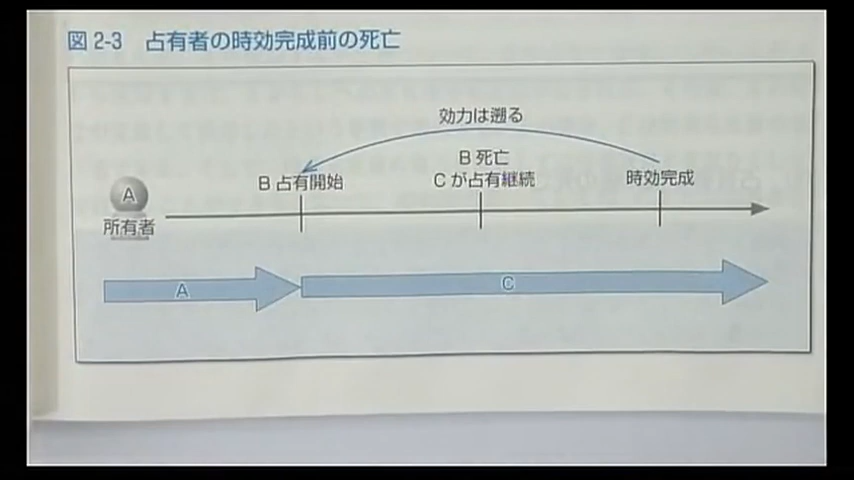 図 2-3 占有者の時効完成前の死亡
効力は遡る
B 占有開始
B 死亡
C が占有継続
時効完成
A
所有者
A
C